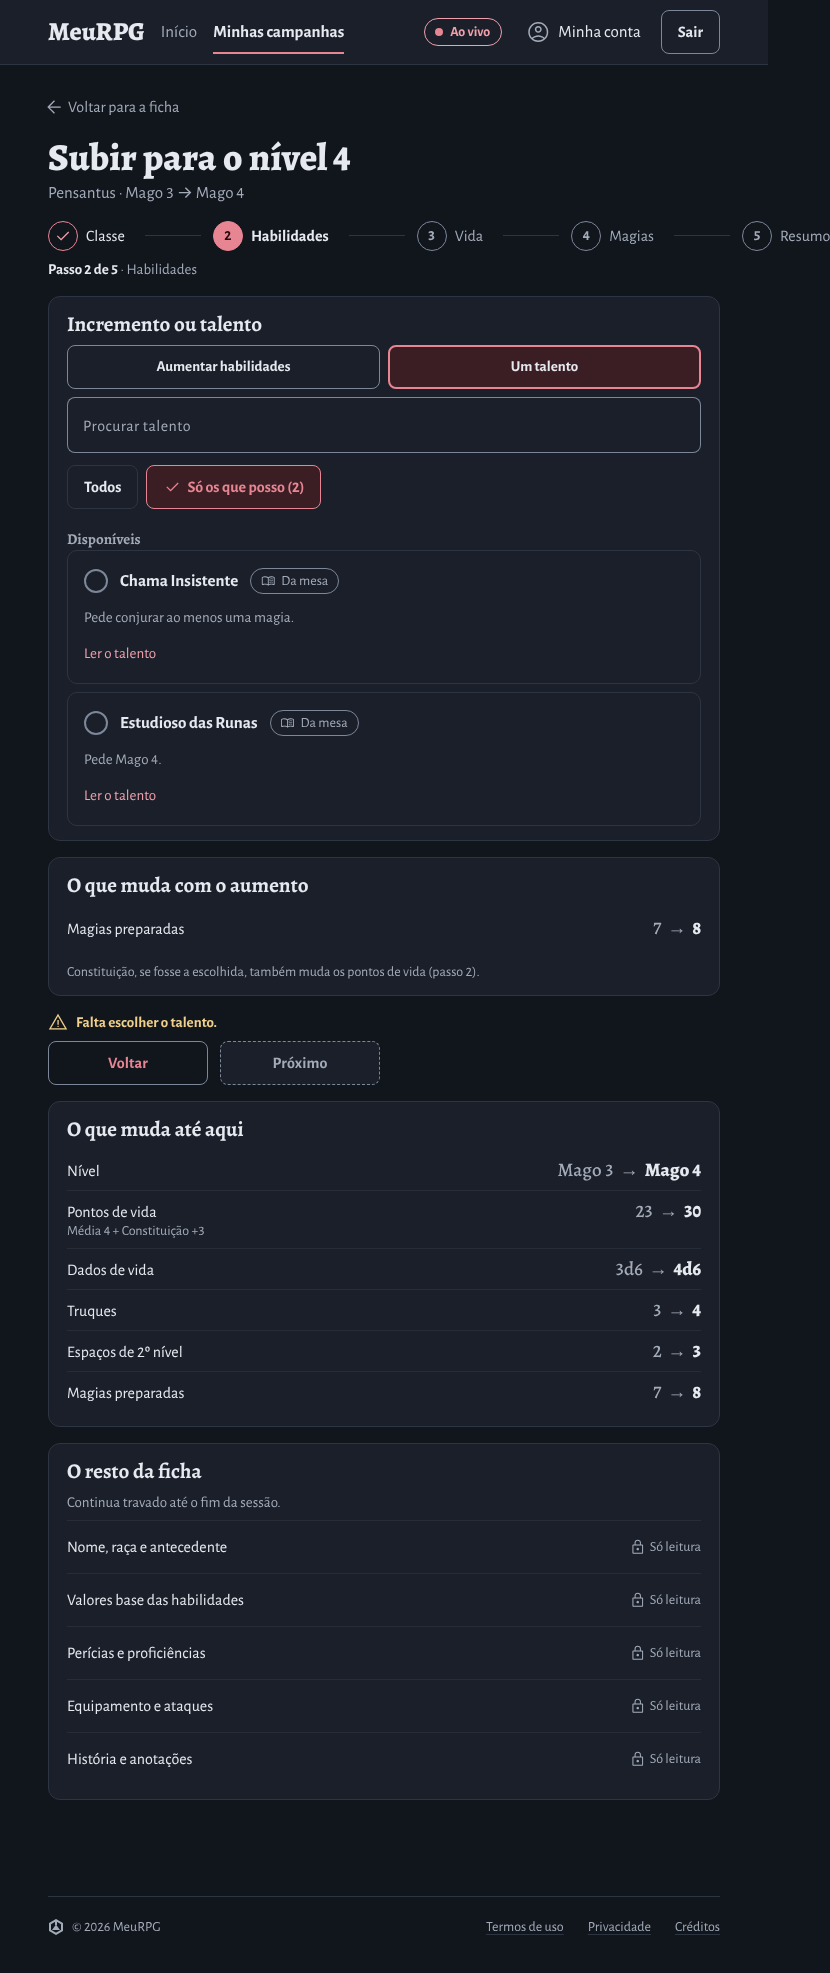 MeuRPG Início Minhas campanhas Ao vivo Minha conta Sair
Voltar para a ficha
Subir para o nível 4
Pensantus · Mago 3 → Mago 4
Classe 2 Habilidades 3 Vida 4 Magias 5 Resumo
Passo 2 de 5 · Habilidades
Incremento ou talento
Aumentar habilidades Um talento
Procurar talento
Todos Só os que posso (2)
Disponíveis
Chama Insistente Da mesa
Pede conjurar ao menos uma magia.
Ler o talento
Estudioso das Runas Da mesa
Pede Mago 4.
Ler o talento
O que muda com o aumento
Magias preparadas 7 → 8
Constituição, se fosse a escolhida, também muda os pontos de vida (passo 2).
Falta escolher o talento.
Voltar Próximo
O que muda até aqui
Nível Mago 3 → Mago 4
Pontos de vida 23 → 30
Média 4 + Constituição +3
Dados de vida 3d6 → 4d6
Truques 3 → 4
Espaços de 2º nível 2 → 3
Magias preparadas 7 → 8
O resto da ficha
Continua travado até o fim da sessão.
Nome, raça e antecedente Só leitura
Valores base das habilidades Só leitura
Perícias e proficiências Só leitura
Equipamento e ataques Só leitura
História e anotações Só leitura
© 2026 MeuRPG Termos de uso Privacidade Créditos